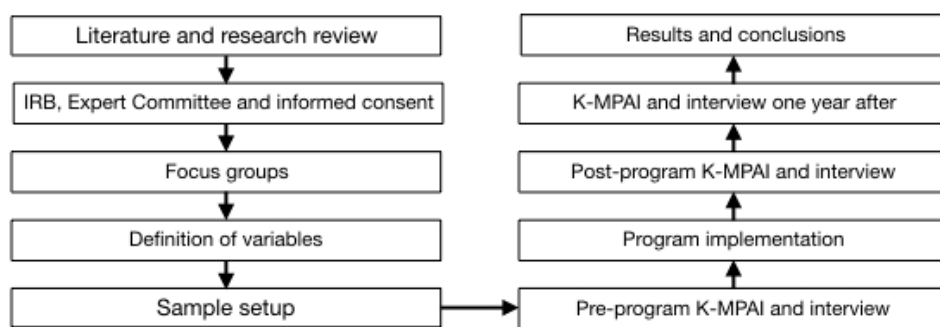 Literature and research review
IRB, Expert Committee and informed consent
Focus groups
Definition of variables
Sample setup
Pre-program K-MPAI and interview
Program implementation
Post-program K-MPAI and interview
K-MPAI and interview one year after
Results and conclusions